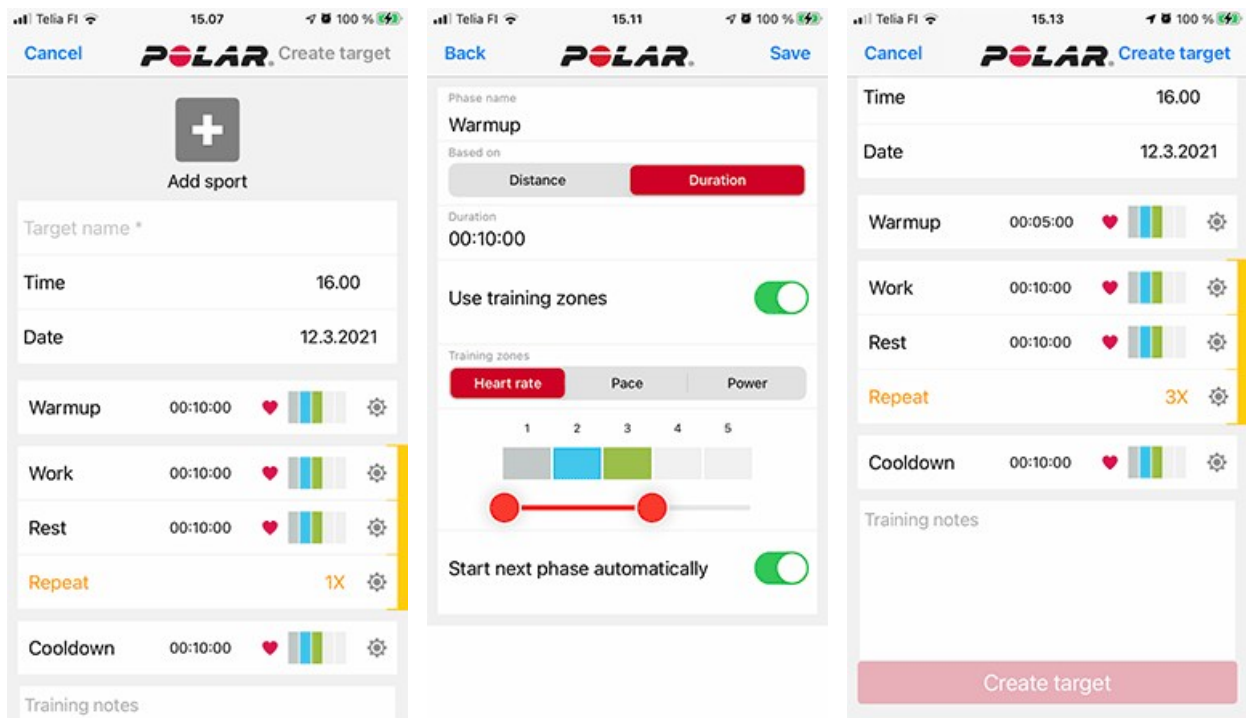 Telia FI 15.07 100 %
Cancel POLAR. Create target
Add sport
Target name *
Time 16.00
Date 12.3.2021
Warmup 00:10:00
Work 00:10:00
Rest 00:10:00
Repeat 1X
Cooldown 00:10:00
Training notes
Telia FI 15.11 100 %
Back POLAR. Save
Phase name
Warmup
Based on
Distance Duration
Duration
00:10:00
Use training zones
Training zones
Heart rate Pace Power
1 2 3 4 5
Start next phase automatically
Telia FI 15.13 100 %
Cancel POLAR. Create target
Time 16.00
Date 12.3.2021
Warmup 00:05:00
Work 00:10:00
Rest 00:10:00
Repeat 3X
Cooldown 00:10:00
Training notes
Create target